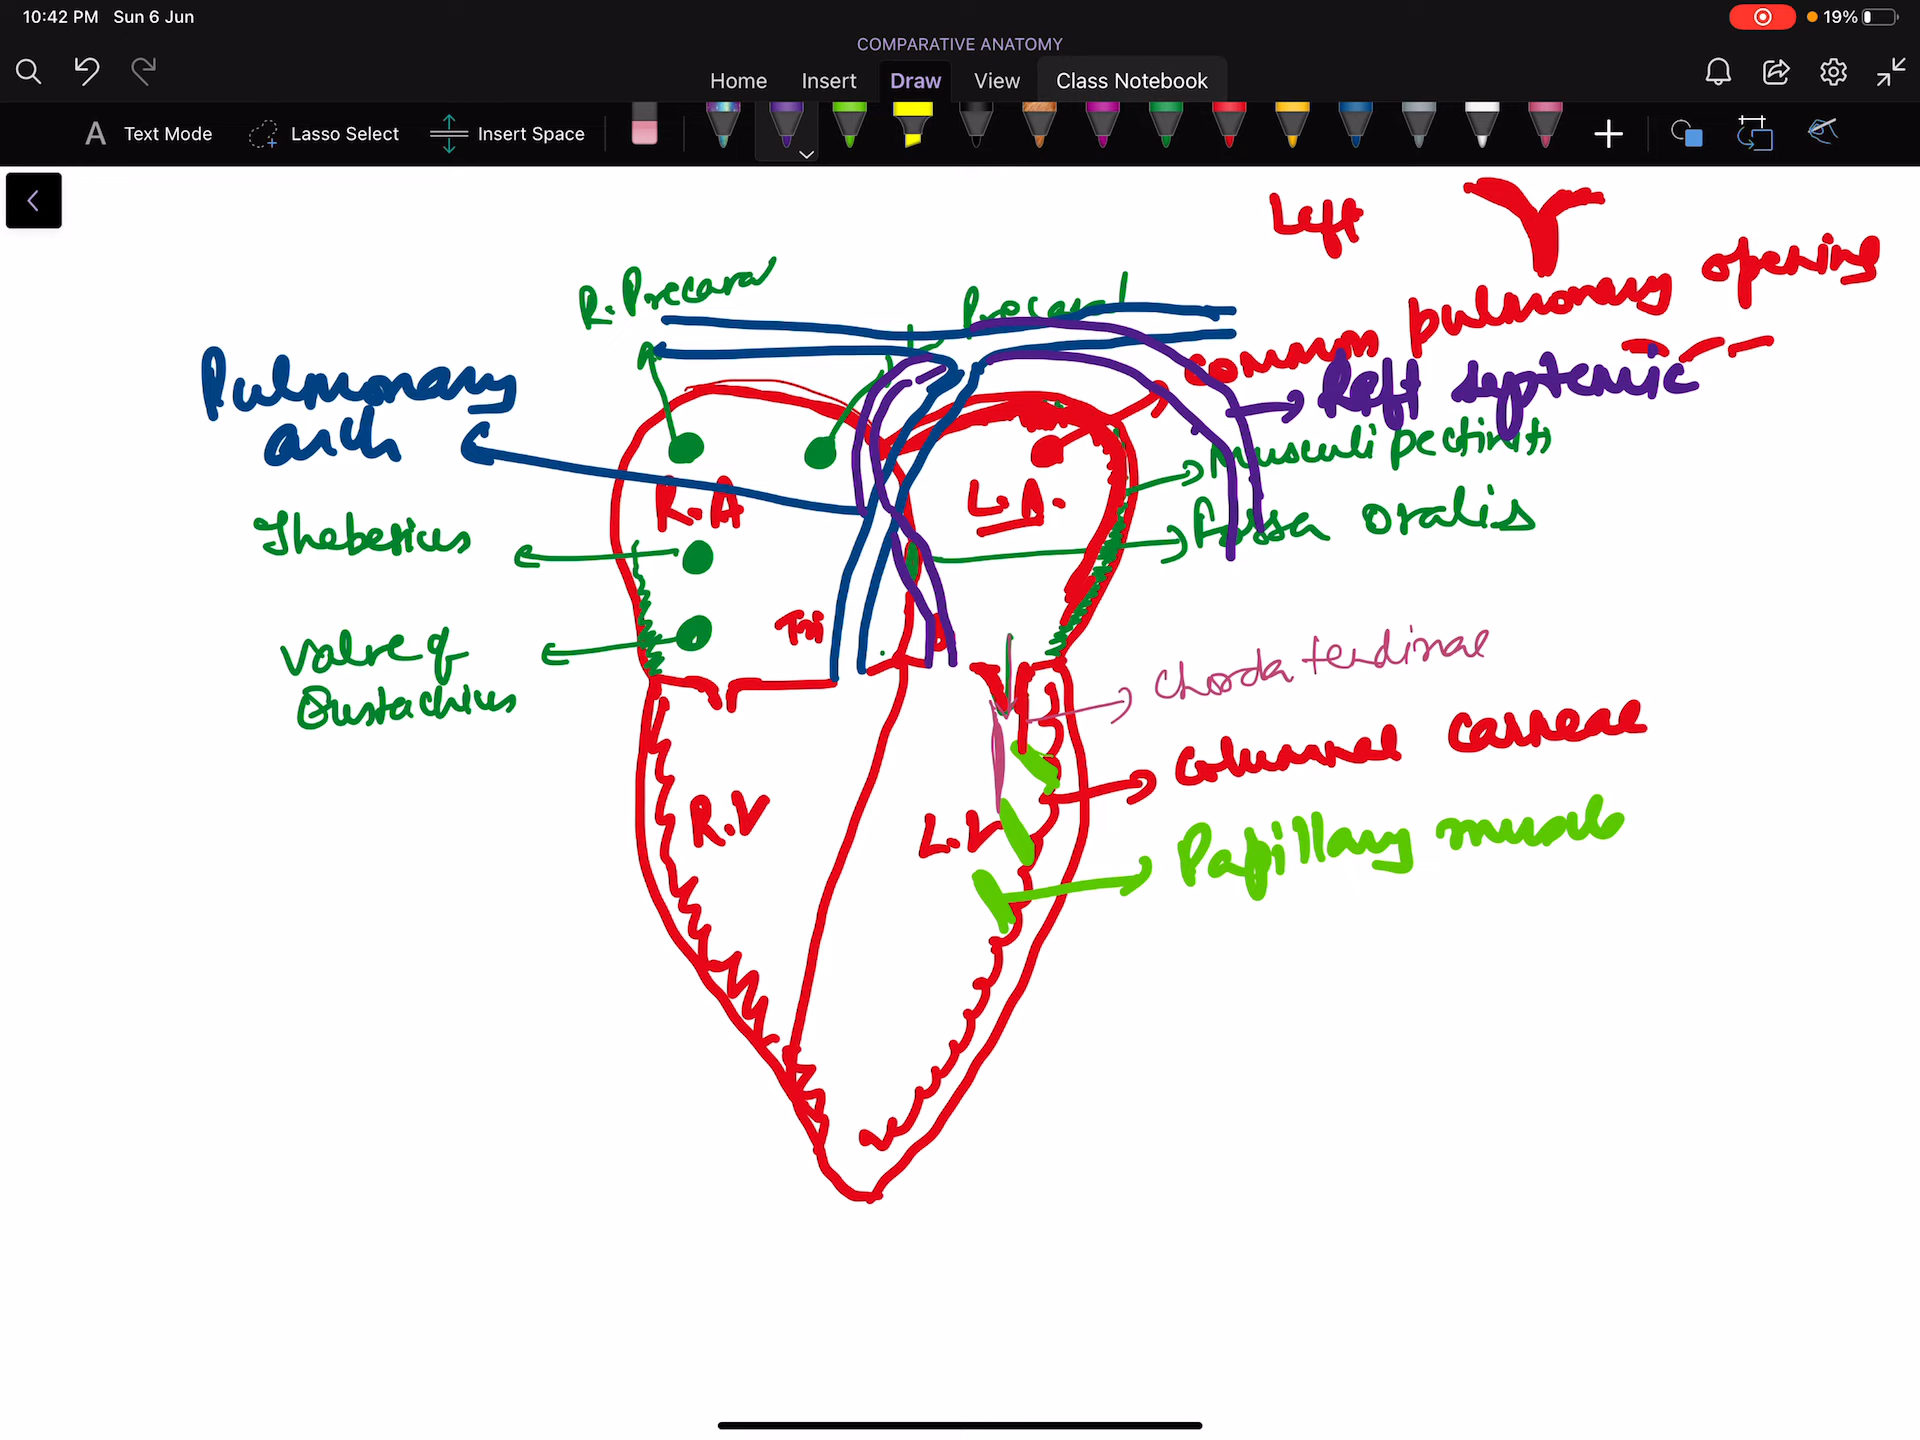 10:42 PM Sun 6 Jun
19%
COMPARATIVE ANATOMY
Home Insert Draw View Class Notebook
Text Mode Lasso Select Insert Space
Left
common pulmonary opening
R. Precaval
Precaval
Pulmonary
arch
Left systemic
Musculi pectinati
R.A
L.A.
Fossa ovalis
Thebesius
Tri
B
Valve of
Eustachius
Chorda tendinae
Columnae carneae
R.V
L.V
Papillary muscle